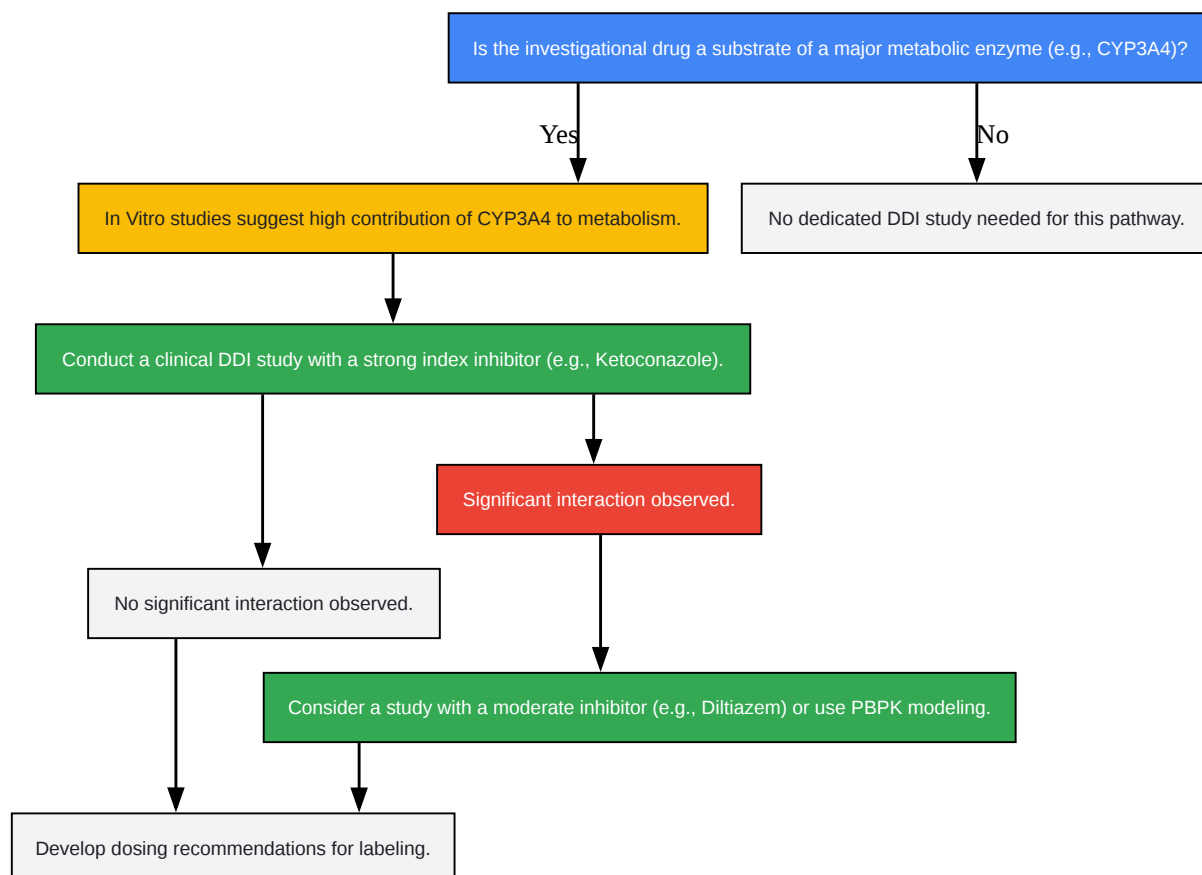 Is the investigational drug a substrate of a major metabolic enzyme (e.g., CYP3A4)?
Yes
No
In Vitro studies suggest high contribution of CYP3A4 to metabolism.
No dedicated DDI study needed for this pathway.
Conduct a clinical DDI study with a strong index inhibitor (e.g., Ketoconazole).
Significant interaction observed.
No significant interaction observed.
Consider a study with a moderate inhibitor (e.g., Diltiazem) or use PBPK modeling.
Develop dosing recommendations for labeling.